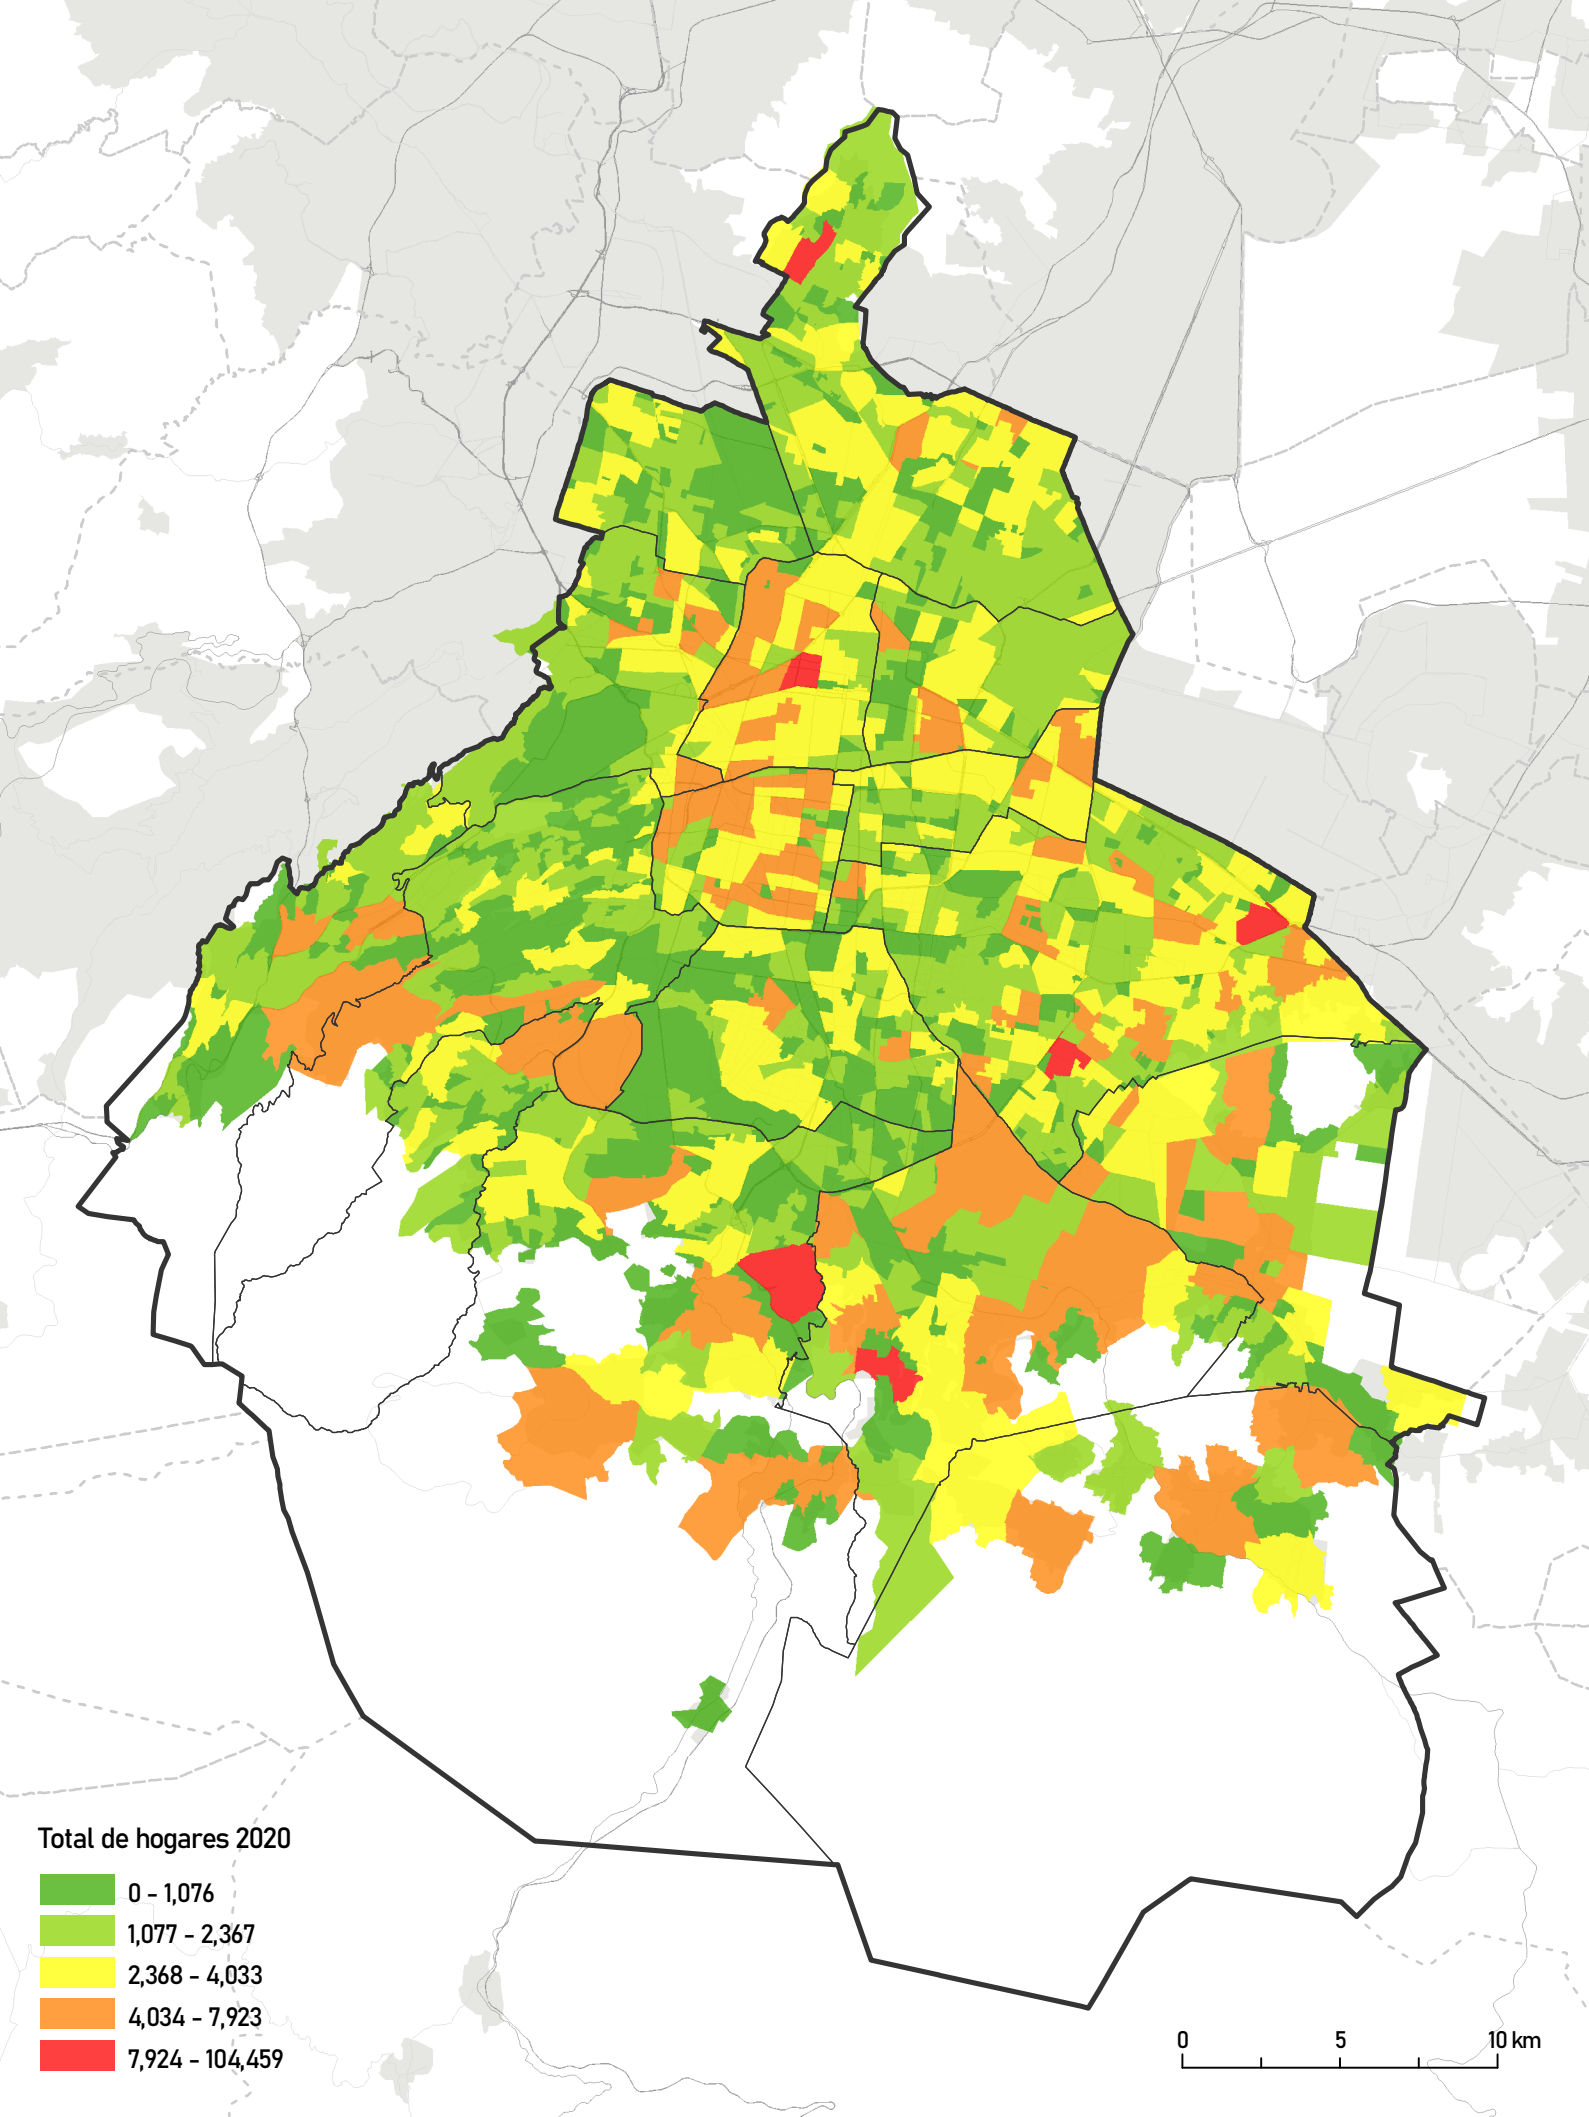 Total de hogares 2020
0 - 1,076
1,077 - 2,367
2,368 - 4,033
4,034 - 7,923
7,924 - 104,459
0 5 10 km